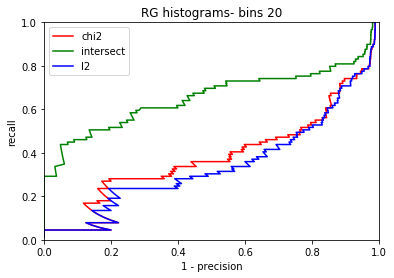 RG histograms- bins 20
1.0
chi2
intersect
l2
0.8
0.6
recall
0.4
0.2
0.0
0.0 0.2 0.4 0.6 0.8 1.0
1 - precision